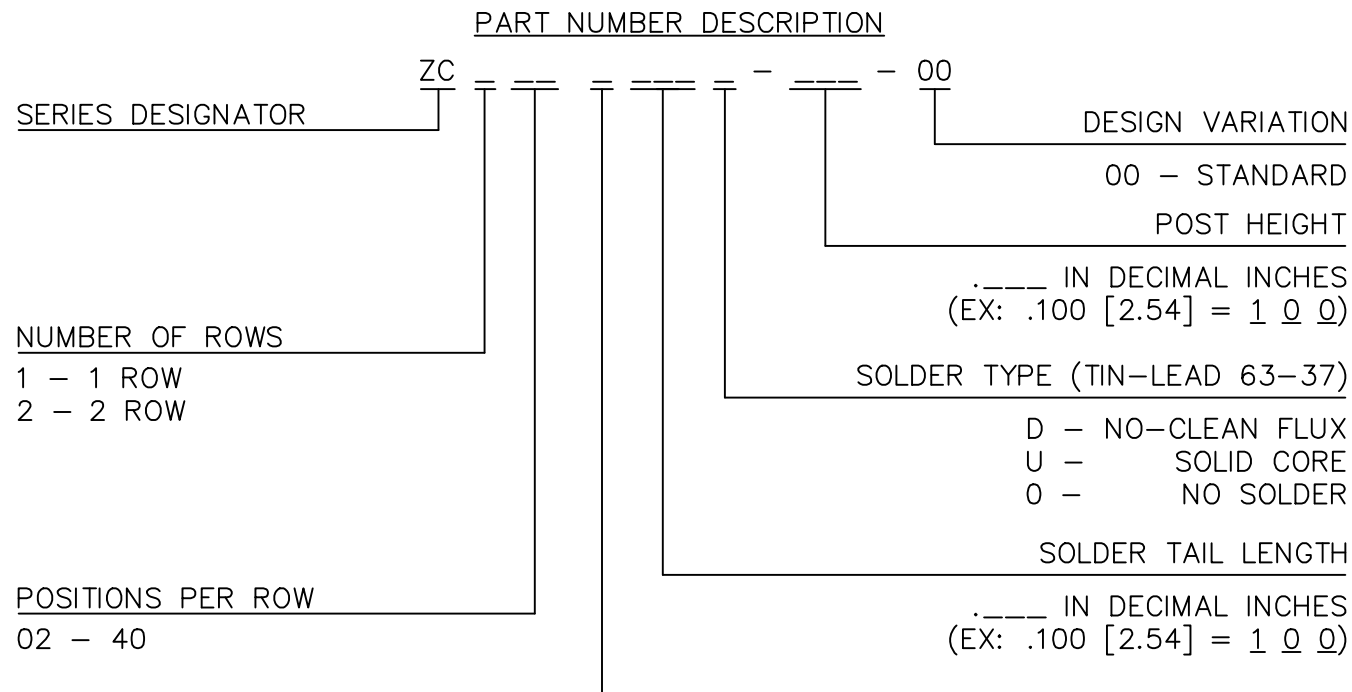 PART NUMBER DESCRIPTION
ZC _ __ _ ___ _ - ___ - 00
SERIES DESIGNATOR
DESIGN VARIATION
00 - STANDARD
POST HEIGHT
.___ IN DECIMAL INCHES
(EX: .100 [2.54] = 1 0 0)
NUMBER OF ROWS
1 - 1 ROW
2 - 2 ROW
SOLDER TYPE (TIN-LEAD 63-37)
D - NO-CLEAN FLUX
U - SOLID CORE
0 - NO SOLDER
SOLDER TAIL LENGTH
.___ IN DECIMAL INCHES
(EX: .100 [2.54] = 1 0 0)
POSITIONS PER ROW
02 - 40